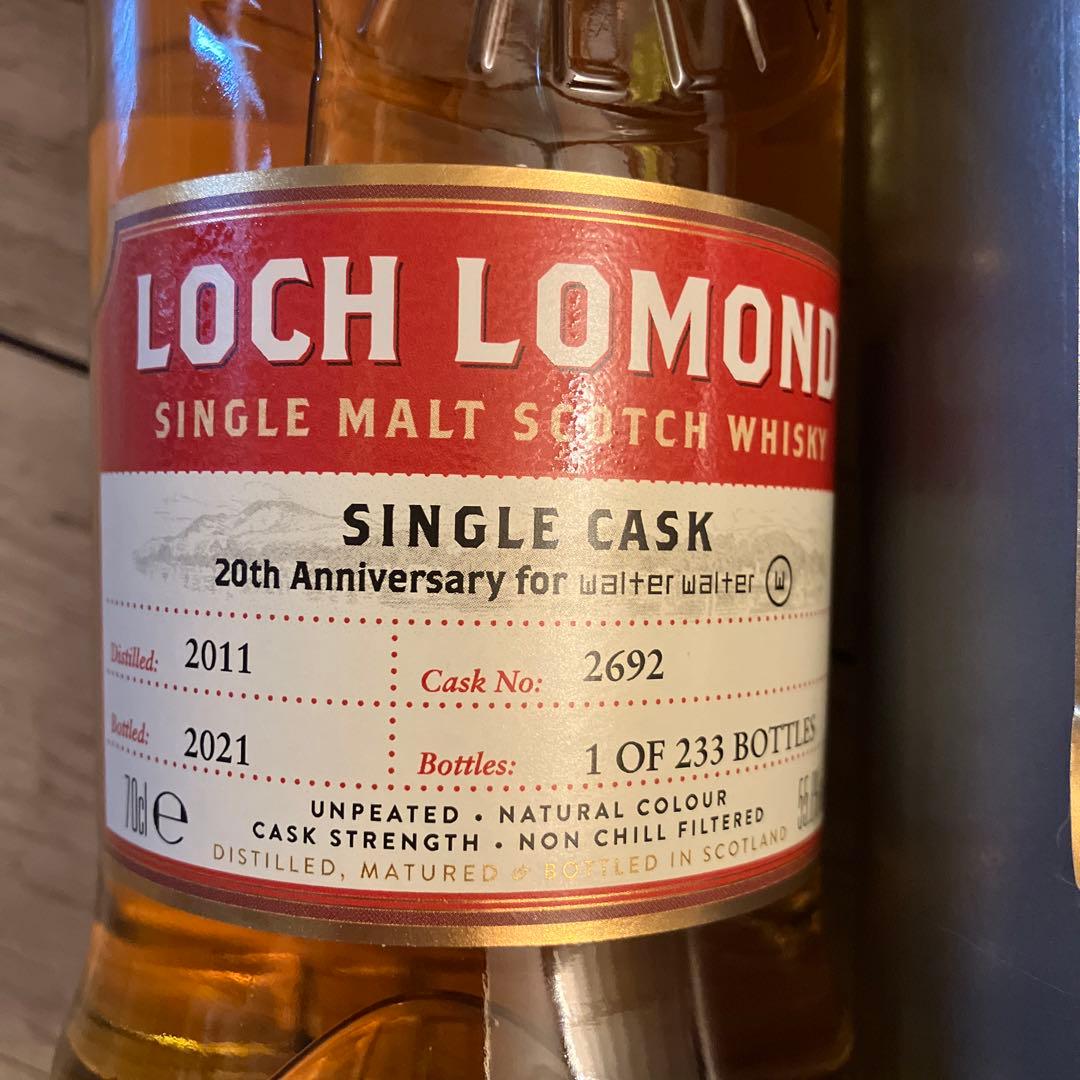 LOCH LOMOND
SINGLE MALT SCOTCH WHISKY
SINGLE CASK
20th Anniversary for walter walter W
Distilled: 2011
Cask No: 2692
Bottled: 2021
Bottles: 1 OF 233 BOTTLES
70cl e
UNPEATED • NATURAL COLOUR
CASK STRENGTH • NON CHILL FILTERED
DISTILLED, MATURED & BOTTLED IN SCOTLAND